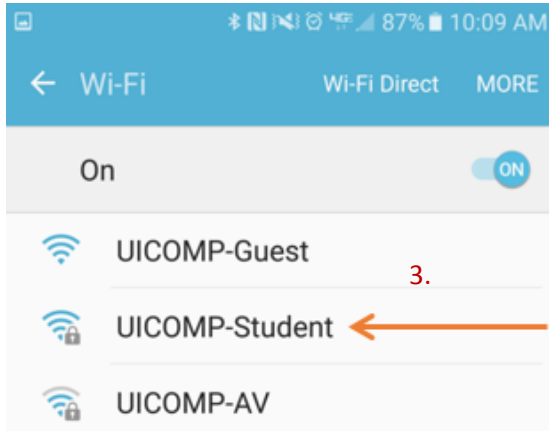 4GE 87% 10:09 AM
Wi-Fi Wi-Fi Direct MORE
On ON
UICOMP-Guest
3.
UICOMP-Student
UICOMP-AV